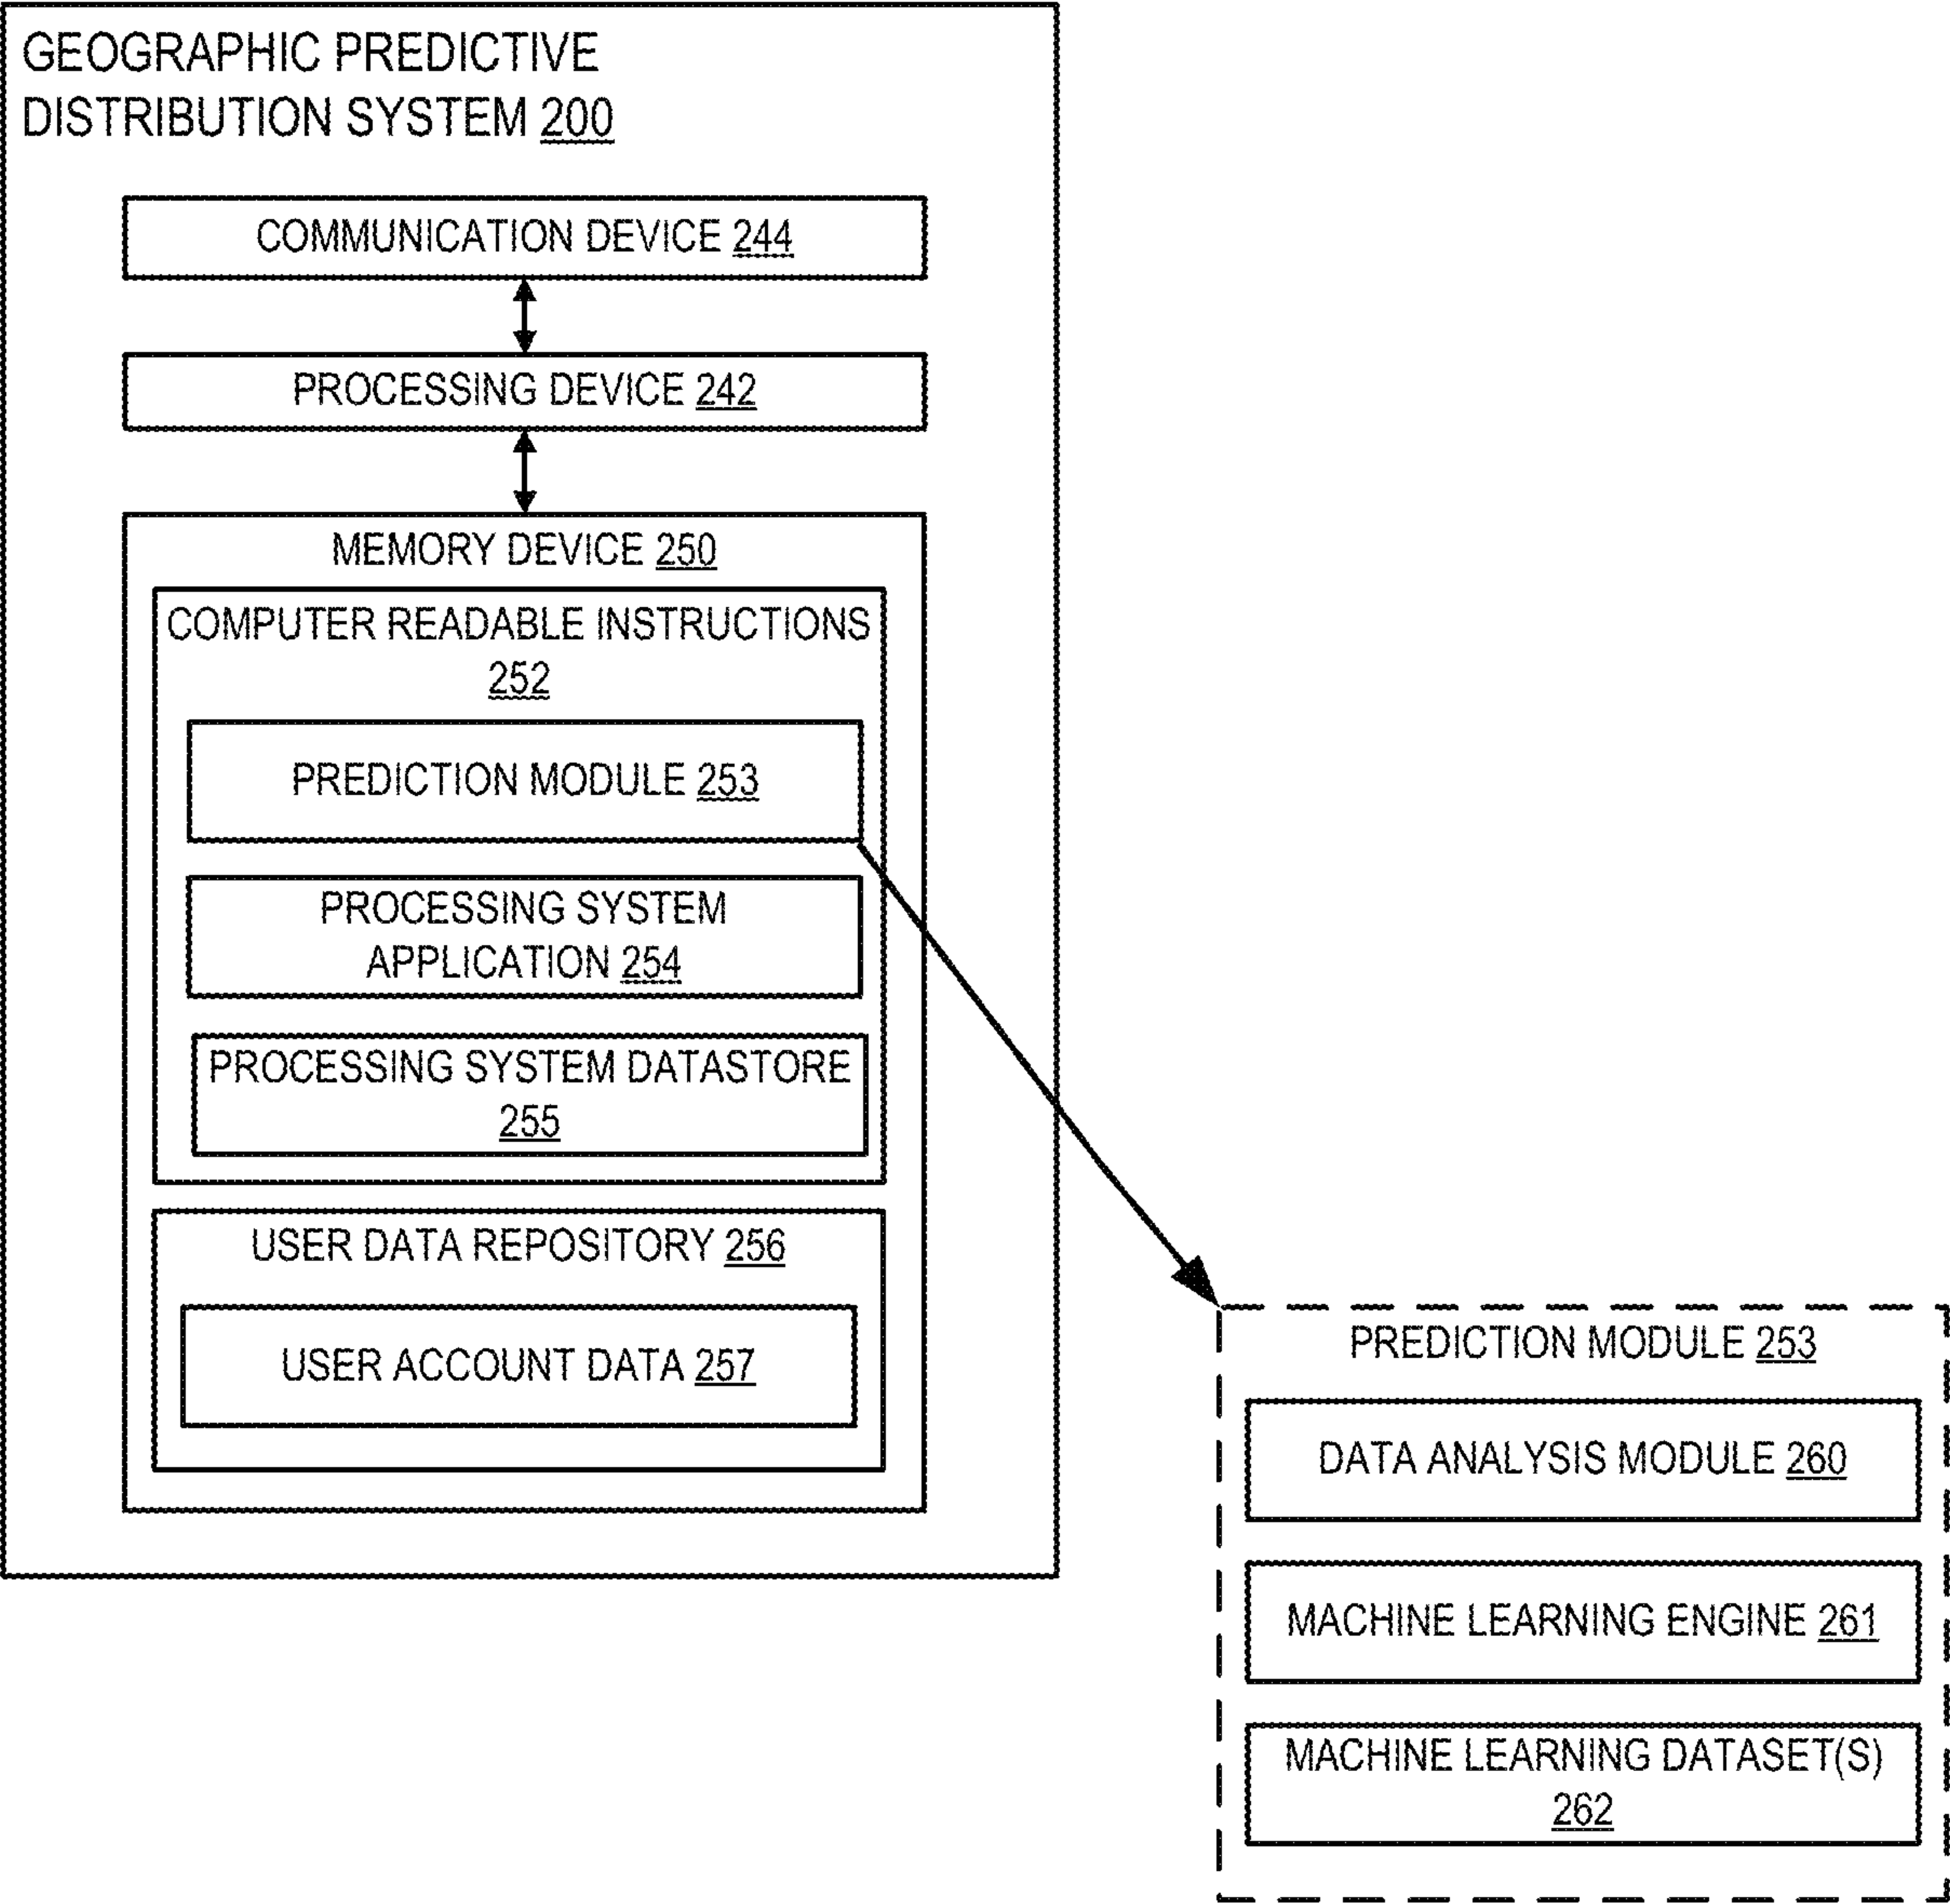 GEOGRAPHIC PREDICTIVE
DISTRIBUTION SYSTEM 200
COMMUNICATION DEVICE 244
PROCESSING DEVICE 242
MEMORY DEVICE 250
COMPUTER READABLE INSTRUCTIONS
252
PREDICTION MODULE 253
PROCESSING SYSTEM
APPLICATION 254
PROCESSING SYSTEM DATASTORE
255
USER DATA REPOSITORY 256
USER ACCOUNT DATA 257
PREDICTION MODULE 253
DATA ANALYSIS MODULE 260
MACHINE LEARNING ENGINE 261
MACHINE LEARNING DATASET(S)
262